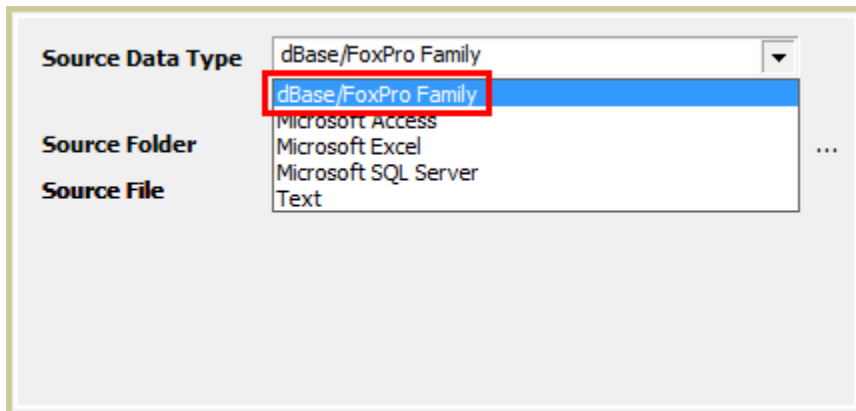 Source Data Type dBase/FoxPro Family
dBase/FoxPro Family
Microsoft Access
Source Folder Microsoft Excel ...
Microsoft SQL Server
Source File
Text